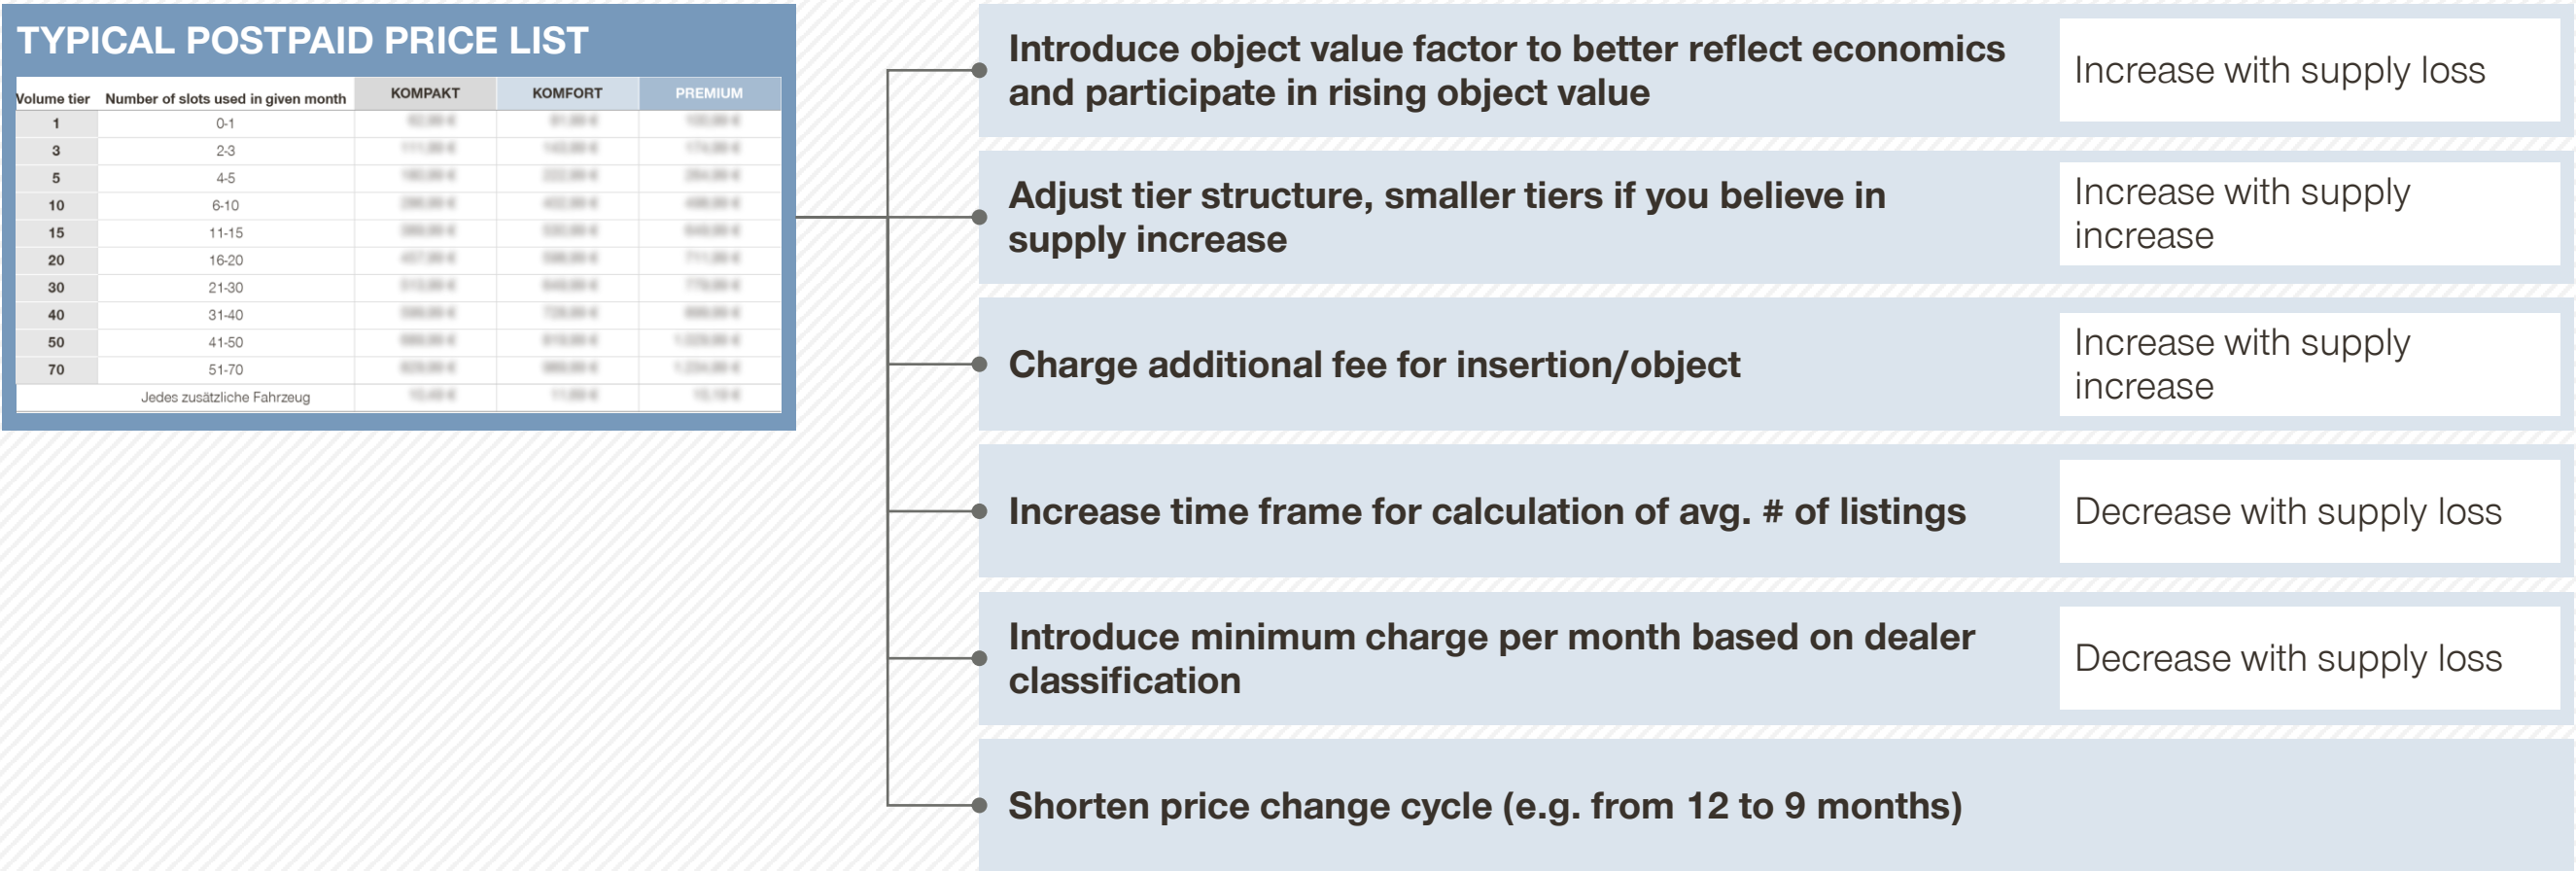 TYPICAL POSTPAID PRICE LIST
Volume tier Number of slots used in given month KOMPAKT KOMFORT PREMIUM
1 0-1
3 2-3
5 4-5
10 6-10
15 11-15
20 16-20
30 21-30
40 31-40
50 41-50
70 51-70
Jedes zusätzliche Fahrzeug
Introduce object value factor to better reflect economics
and participate in rising object value
Increase with supply loss
Adjust tier structure, smaller tiers if you believe in
supply increase
Increase with supply
increase
Charge additional fee for insertion/object
Increase with supply
increase
Increase time frame for calculation of avg. # of listings
Decrease with supply loss
Introduce minimum charge per month based on dealer
classification
Decrease with supply loss
Shorten price change cycle (e.g. from 12 to 9 months)